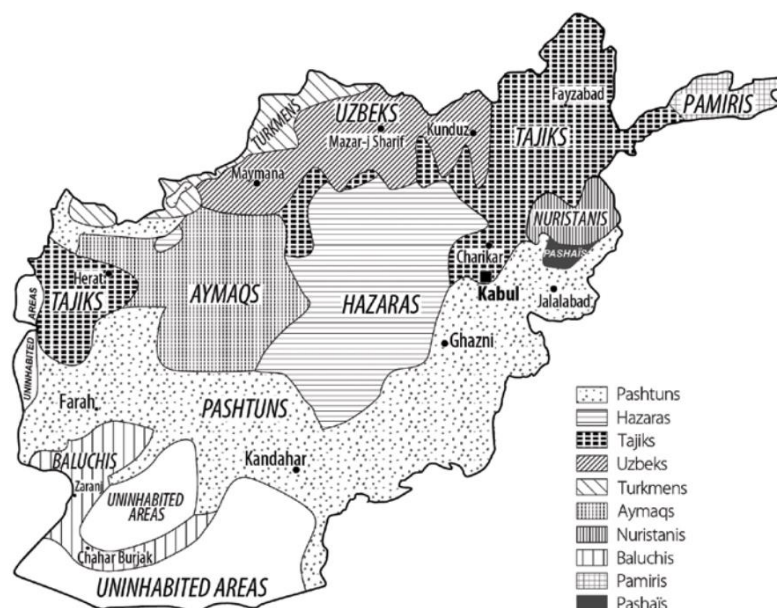 Fayzabad
PAMIRIS
UZBEKS
TURKMENS
Mazar-i Sharif
Kunduz
TAJIKS
Maymana
NURISTANIS
Charikar
PASHAÏS
Herat
TAJIKS
AYMAQS
HAZARAS
Kabul
Jalalabad
UNINHABITED AREAS
Ghazni
Farah
PASHTUNS
BALUCHIS
Kandahar
Zaranj
UNINHABITED
AREAS
Chahar Burjak
UNINHABITED AREAS
Pashtuns
Hazaras
Tajiks
Uzbeks
Turkmens
Aymaqs
Nuristanis
Baluchis
Pamiris
Pashaïs